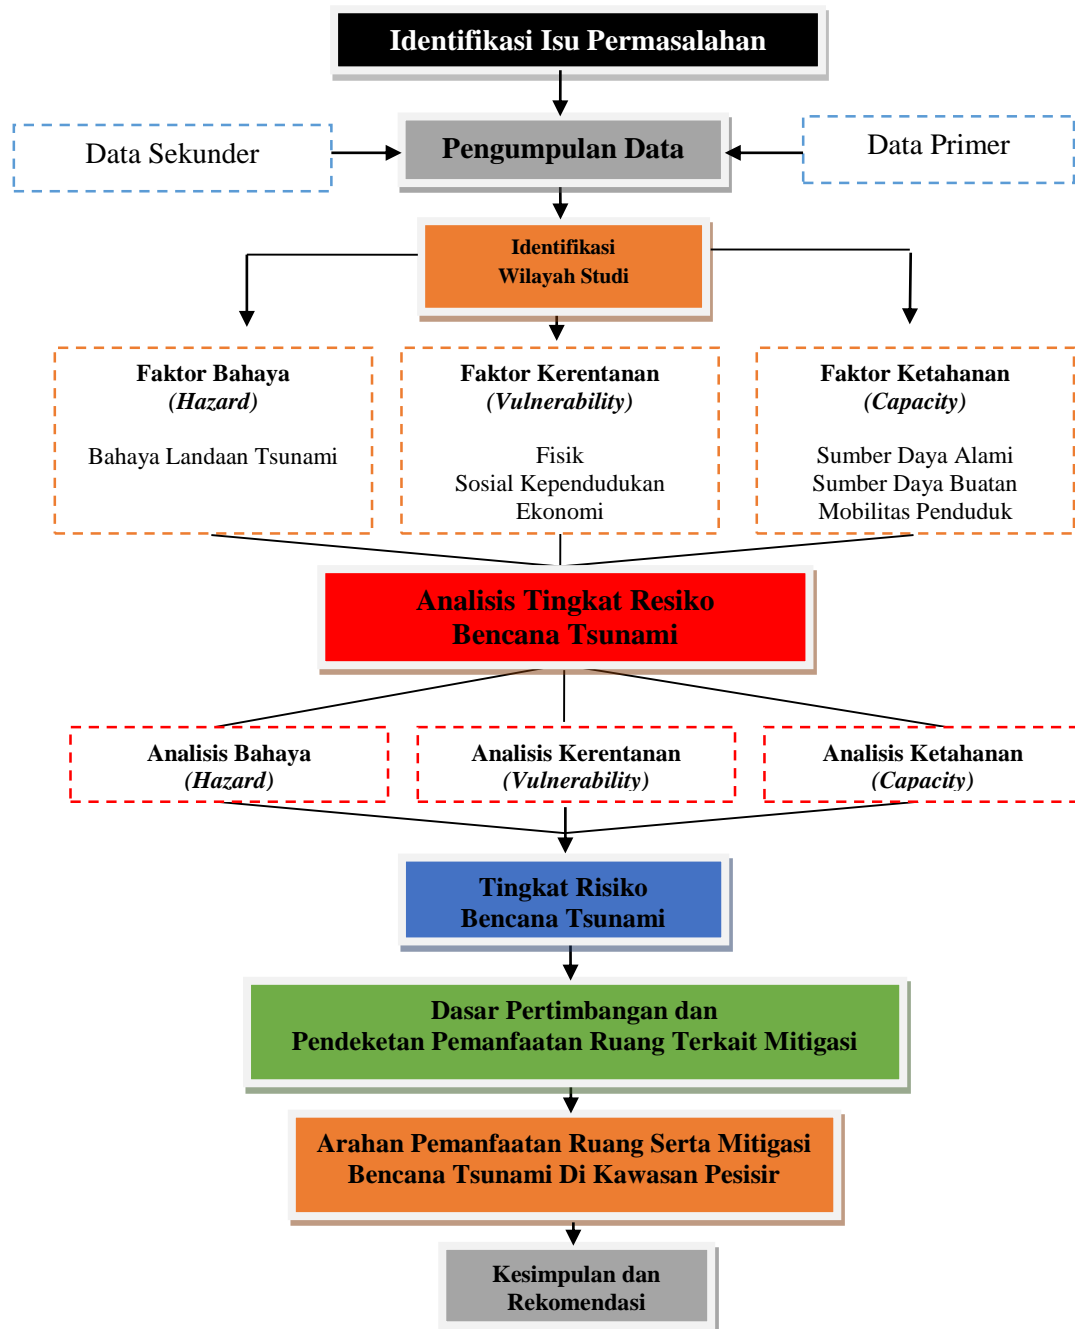 Identifikasi Isu Permasalahan
Data Sekunder
Pengumpulan Data
Data Primer
Identifikasi
Wilayah Studi
Faktor Bahaya
(Hazard)
Bahaya Landaan Tsunami
Faktor Kerentanan
(Vulnerability)
Fisik
Sosial Kependudukan
Ekonomi
Faktor Ketahanan
(Capacity)
Sumber Daya Alami
Sumber Daya Buatan
Mobilitas Penduduk
Analisis Tingkat Resiko
Bencana Tsunami
Analisis Bahaya
(Hazard)
Analisis Kerentanan
(Vulnerability)
Analisis Ketahanan
(Capacity)
Tingkat Risiko
Bencana Tsunami
Dasar Pertimbangan dan
Pendeketan Pemanfaatan Ruang Terkait Mitigasi
Arahan Pemanfaatan Ruang Serta Mitigasi
Bencana Tsunami Di Kawasan Pesisir
Kesimpulan dan
Rekomendasi